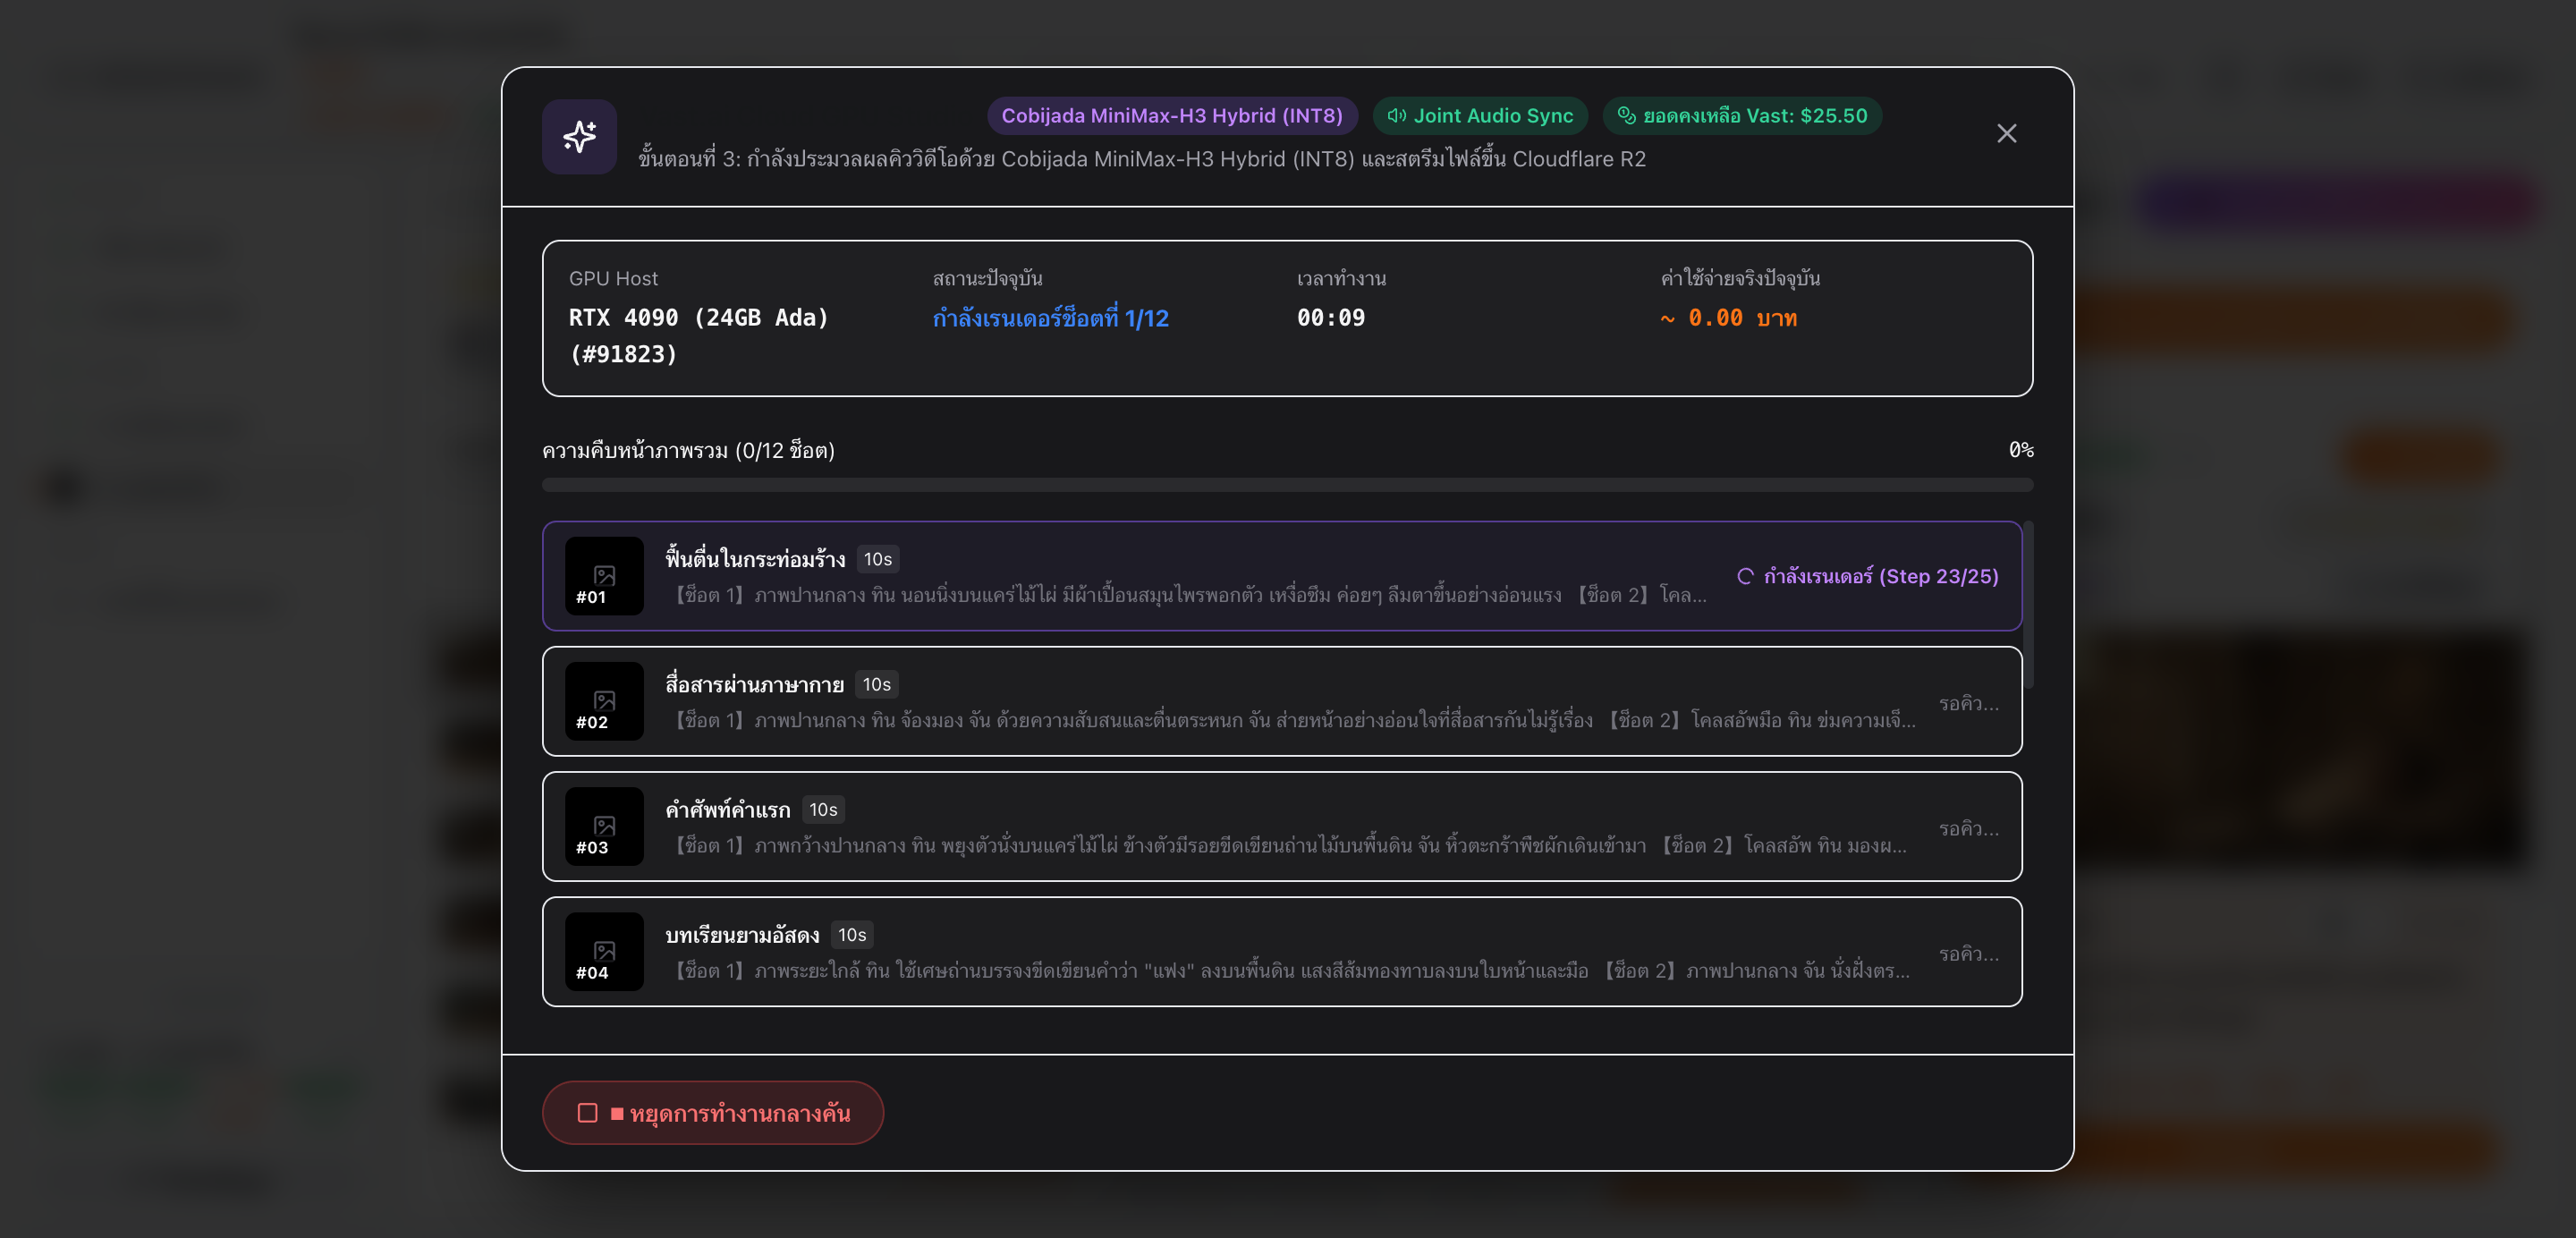 Cobijada MiniMax-H3 Hybrid (INT8)
Joint Audio Sync
ยอดคงเหลือ Vast: $25.50
ขั้นตอนที่ 3: กำลังประมวลผลคิววิดีโอด้วย Cobijada MiniMax-H3 Hybrid (INT8) และสตรีมไฟล์ขึ้น Cloudflare R2
GPU Host
RTX 4090 (24GB Ada)
(#91823)
สถานะปัจจุบัน
กำลังเรนเดอร์ช็อตที่ 1/12
เวลาทำงาน
00:09
ค่าใช้จ่ายจริงปัจจุบัน
~ 0.00 บาท
ความคืบหน้าภาพรวม (0/12 ช็อต)
0%
#01
ฟื้นตื่นในกระท่อมร้าง 10s
【ช็อต 1】ภาพปานกลาง ทิน นอนนิ่งบนแคร่ไม้ไผ่ มีผ้าเปื้อนสมุนไพรพอกตัว เหงื่อซึม ค่อยๆ ลืมตาขึ้นอย่างอ่อนแรง 【ช็อต 2】โคล...
กำลังเรนเดอร์ (Step 23/25)
#02
สื่อสารผ่านภาษากาย 10s
【ช็อต 1】ภาพปานกลาง ทิน จ้องมอง จัน ด้วยความสับสนและตื่นตระหนก จัน ส่ายหน้าอย่างอ่อนใจที่สื่อสารกันไม่รู้เรื่อง 【ช็อต 2】โคลสอัพมือ ทิน ข่มความเจ็...
รอคิว...
#03
คำศัพท์คำแรก 10s
【ช็อต 1】ภาพกว้างปานกลาง ทิน พยุงตัวนั่งบนแคร่ไม้ไผ่ ข้างตัวมีรอยขีดเขียนถ่านไม้บนพื้นดิน จัน หิ้วตะกร้าพืชผักเดินเข้ามา 【ช็อต 2】โคลสอัพ ทิน มองผ...
รอคิว...
#04
บทเรียนยามอัสดง 10s
【ช็อต 1】ภาพระยะใกล้ ทิน ใช้เศษถ่านบรรจงขีดเขียนคำว่า "แฟง" ลงบนพื้นดิน แสงสีส้มทองทาบลงบนใบหน้าและมือ 【ช็อต 2】ภาพปานกลาง จัน นั่งฝั่งตร...
รอคิว...
หยุดการทำงานกลางคัน